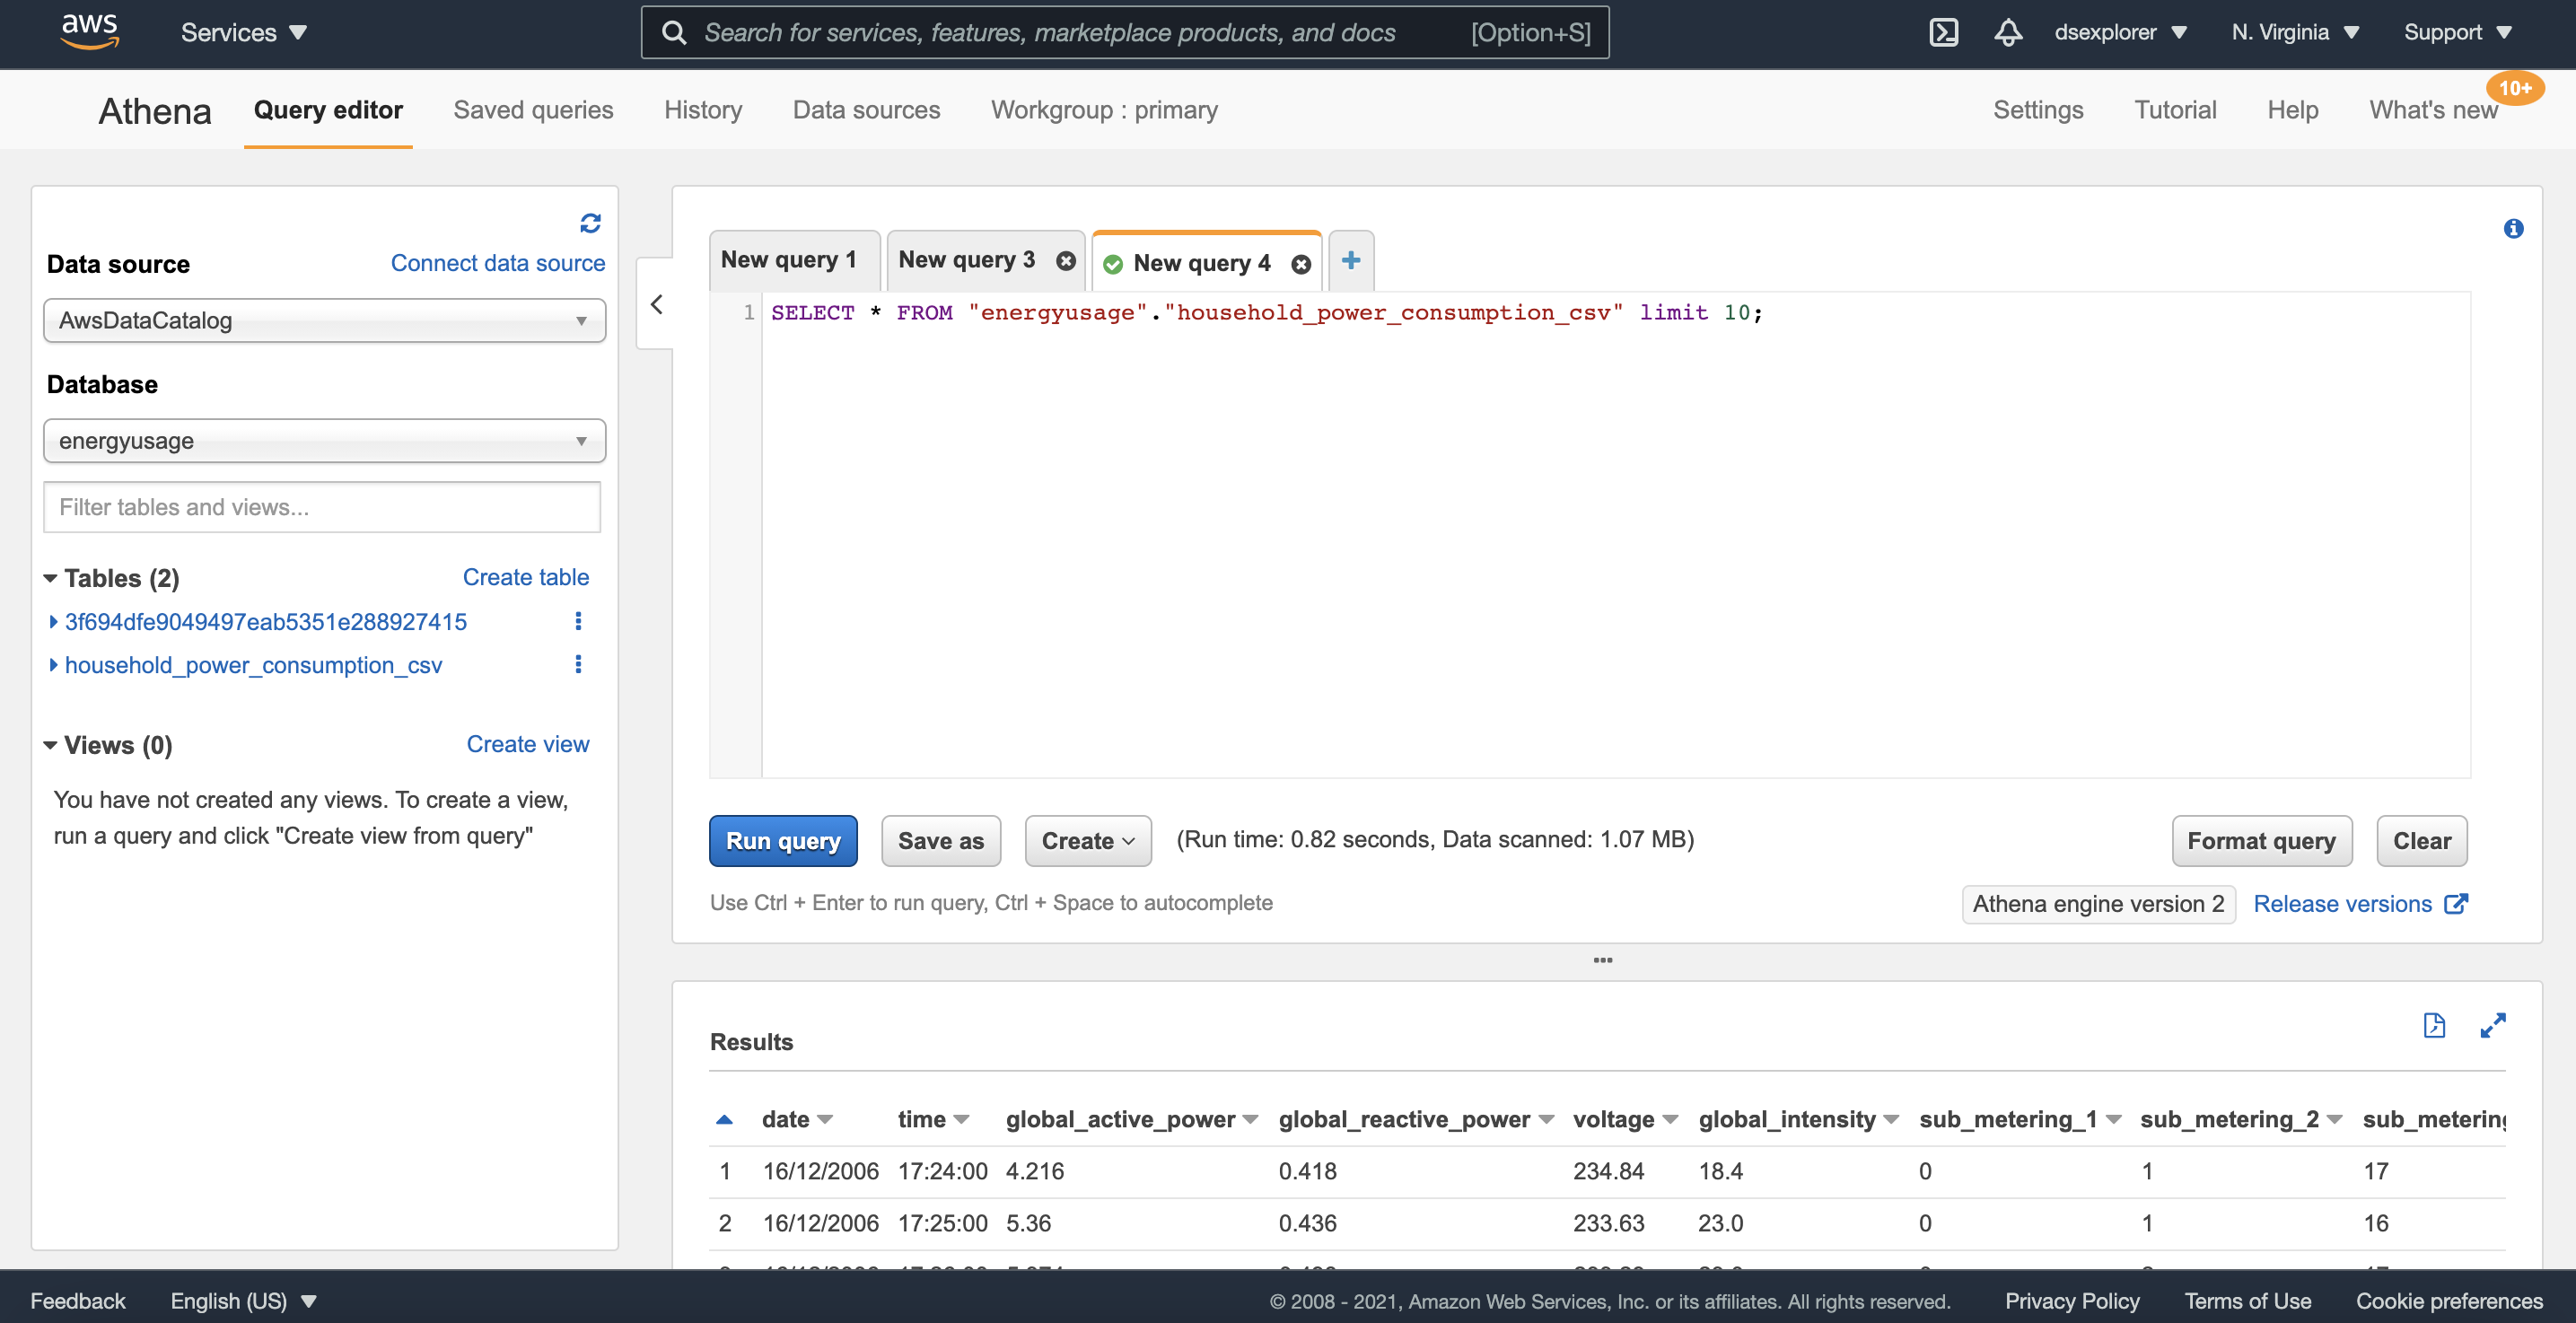 aws Services Search for services, features, marketplace products, and docs [Option+S] dsexplorer N. Virginia Support
Athena Query editor Saved queries History Data sources Workgroup : primary Settings Tutorial Help What's new 10+
Data source Connect data source
AwsDataCatalog
Database
energyusage
Filter tables and views...
Tables (2) Create table
3f694dfe9049497eab5351e288927415
household_power_consumption_csv
Views (0) Create view
You have not created any views. To create a view,
run a query and click "Create view from query"
New query 1 New query 3 New query 4
1 SELECT * FROM "energyusage"."household_power_consumption_csv" limit 10;
Run query Save as Create (Run time: 0.82 seconds, Data scanned: 1.07 MB) Format query Clear
Use Ctrl + Enter to run query, Ctrl + Space to autocomplete Athena engine version 2 Release versions
Results
date time global_active_power global_reactive_power voltage global_intensity sub_metering_1 sub_metering_2 sub_metering
1 16/12/2006 17:24:00 4.216 0.418 234.84 18.4 0 1 17
2 16/12/2006 17:25:00 5.36 0.436 233.63 23.0 0 1 16
Feedback English (US) © 2008 - 2021, Amazon Web Services, Inc. or its affiliates. All rights reserved. Privacy Policy Terms of Use Cookie preferences